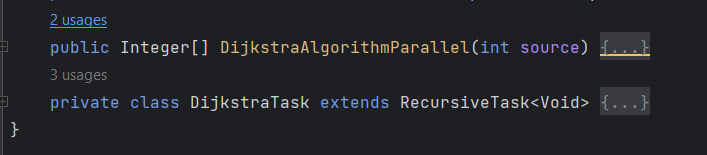 2 usages
public Integer[] DijkstraAlgorithmParallel(int source) {...}
3 usages
private class DijkstraTask extends RecursiveTask<Void> {...}
}